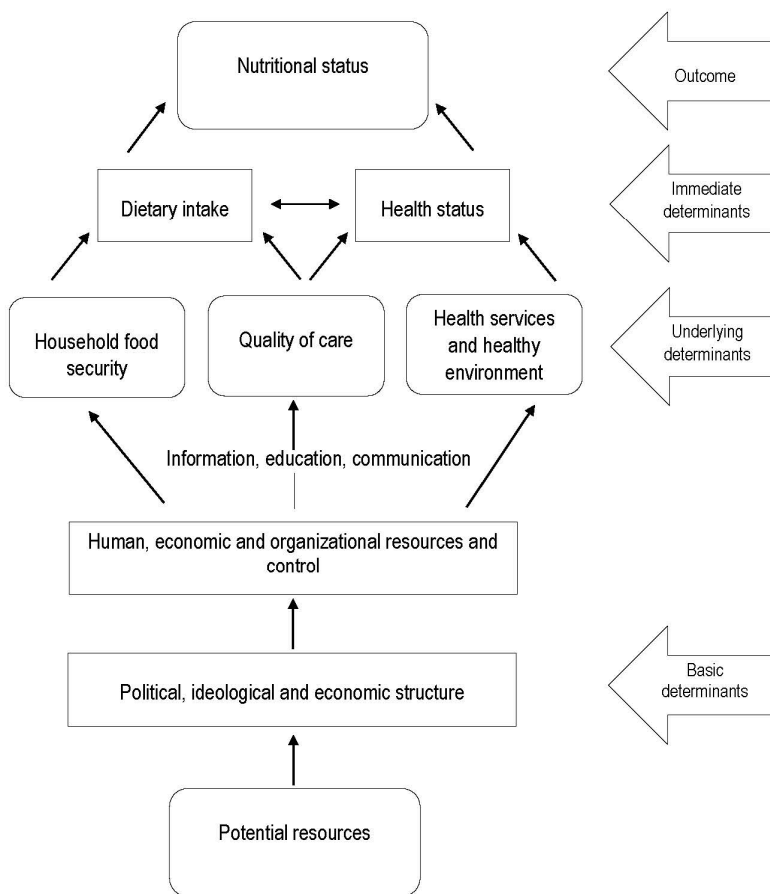 Nutritional status
Outcome
Dietary intake
Health status
Immediate
determinants
Household food
security
Quality of care
Health services
and healthy
environment
Underlying
determinants
Information, education, communication
Human, economic and organizational resources and
control
Political, ideological and economic structure
Basic
determinants
Potential resources